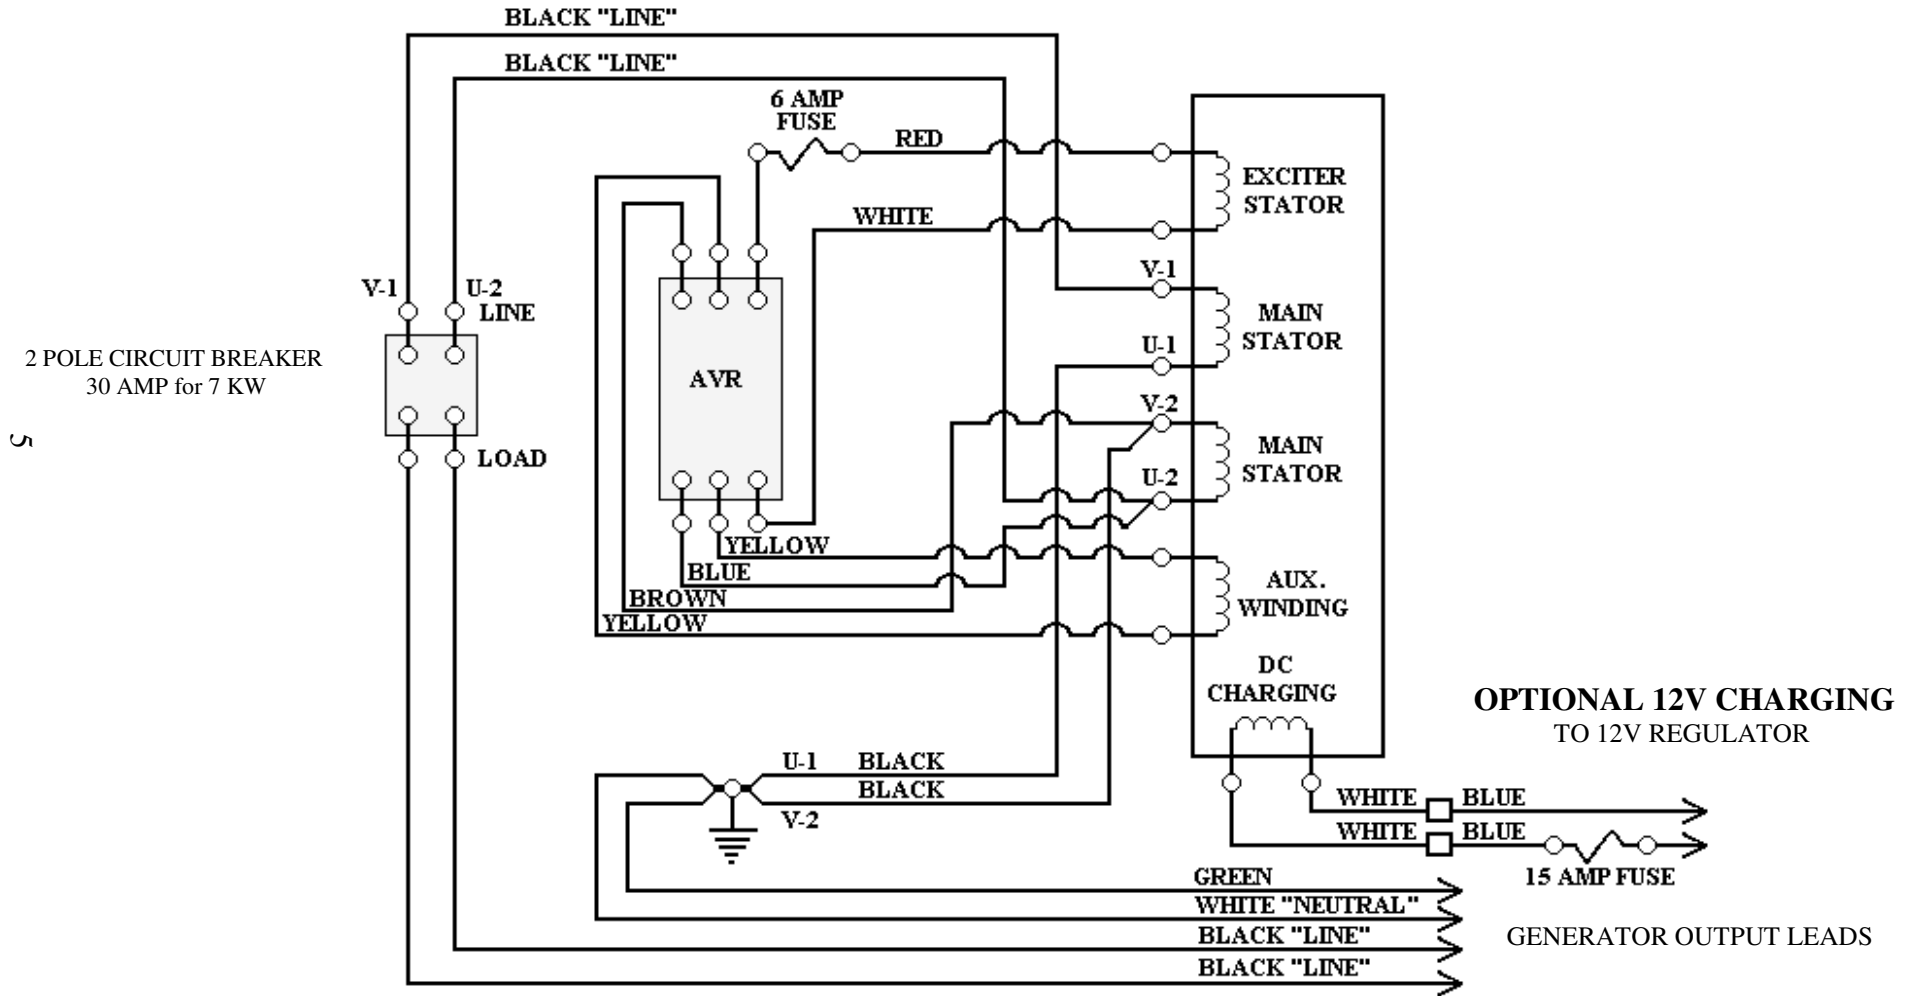 BLACK "LINE"
BLACK "LINE"
6 AMP
FUSE
RED
EXCITER
STATOR
WHITE
V-1
V-1
U-2
LINE
MAIN
STATOR
U-1
2 POLE CIRCUIT BREAKER
30 AMP for 7 KW
AVR
V-2
5
LOAD
MAIN
STATOR
U-2
YELLOW
BLUE
BROWN
YELLOW
AUX.
WINDING
DC
CHARGING
OPTIONAL 12V CHARGING
TO 12V REGULATOR
U-1 BLACK
BLACK
V-2
WHITE BLUE
WHITE BLUE
15 AMP FUSE
GREEN
WHITE "NEUTRAL"
BLACK "LINE"
GENERATOR OUTPUT LEADS
BLACK "LINE"